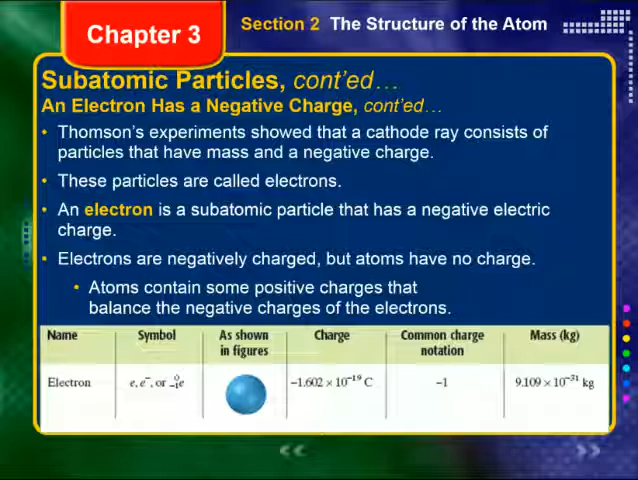 Chapter 3
Section 2 The Structure of the Atom
Subatomic Particles, cont'ed…
An Electron Has a Negative Charge, cont'ed…
• Thomson's experiments showed that a cathode ray consists of
particles that have mass and a negative charge.
• These particles are called electrons.
• An electron is a subatomic particle that has a negative electric
charge.
• Electrons are negatively charged, but atoms have no charge.
• Atoms contain some positive charges that
balance the negative charges of the electrons.
Name Symbol As shown in figures Charge Common charge notation Mass (kg)
Electron e, e⁻, or ⁰₋₁e −1.602 × 10⁻¹⁹ C −1 9.109 × 10⁻³¹ kg